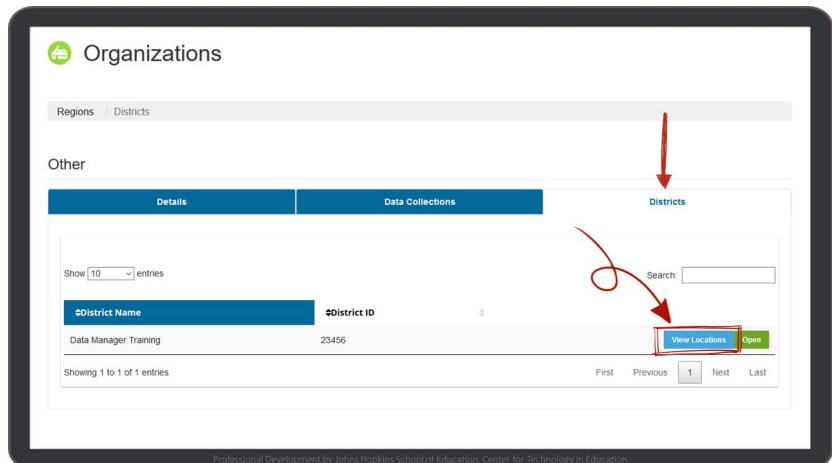 Organizations
Regions / Districts
Other
Details Data Collections Districts
Show 10 entries Search:
District Name District ID
Data Manager Training 23456 View Locations Open
Showing 1 to 1 of 1 entries First Previous 1 Next Last
Professional Development by Johns Hopkins School of Education, Center for Technology in Education